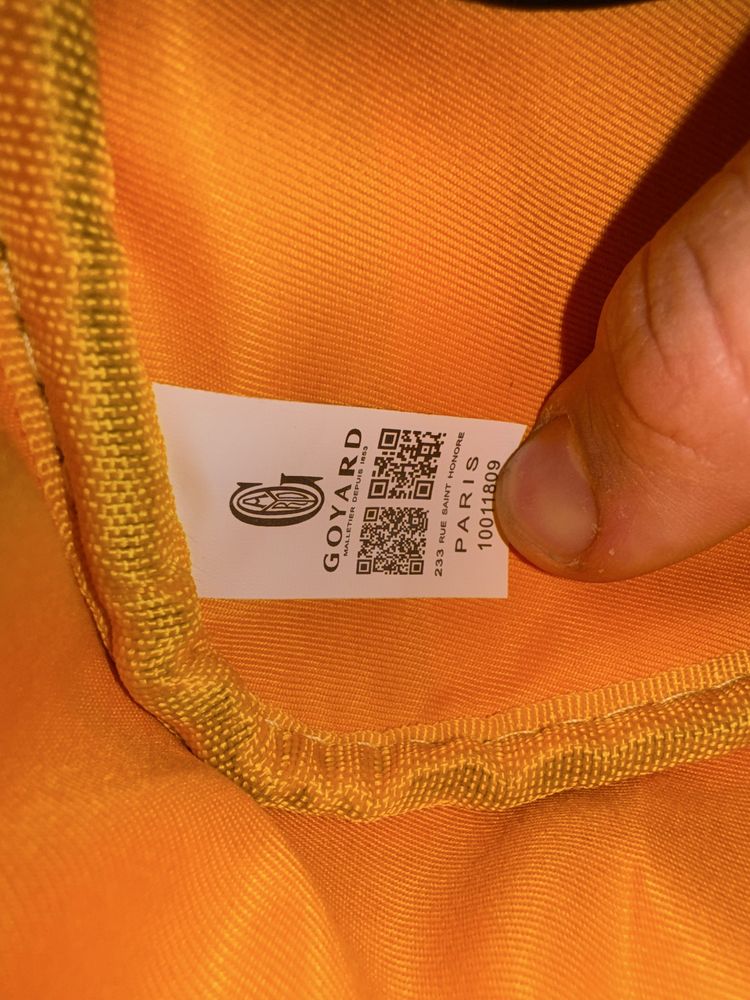 GOYARD
MALLETIER DEPUIS 1853
233 RUE SAINT HONORE
PARIS
10011809